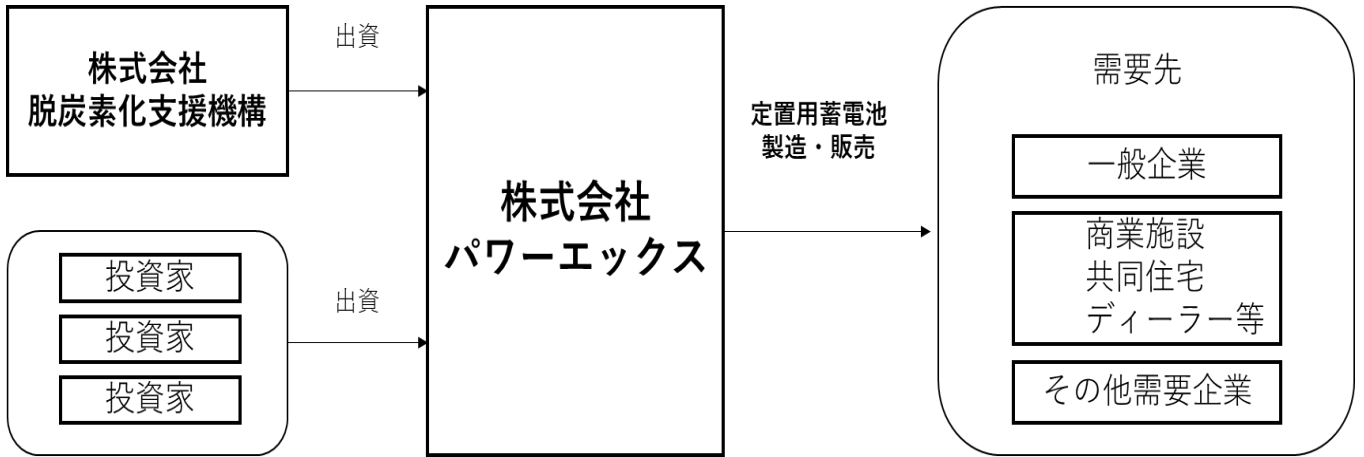 株式会社
脱炭素化支援機構
出資
投資家
投資家
投資家
出資
株式会社
パワーエックス
定置用蓄電池
製造・販売
需要先
一般企業
商業施設
共同住宅
ディーラー等
その他需要企業